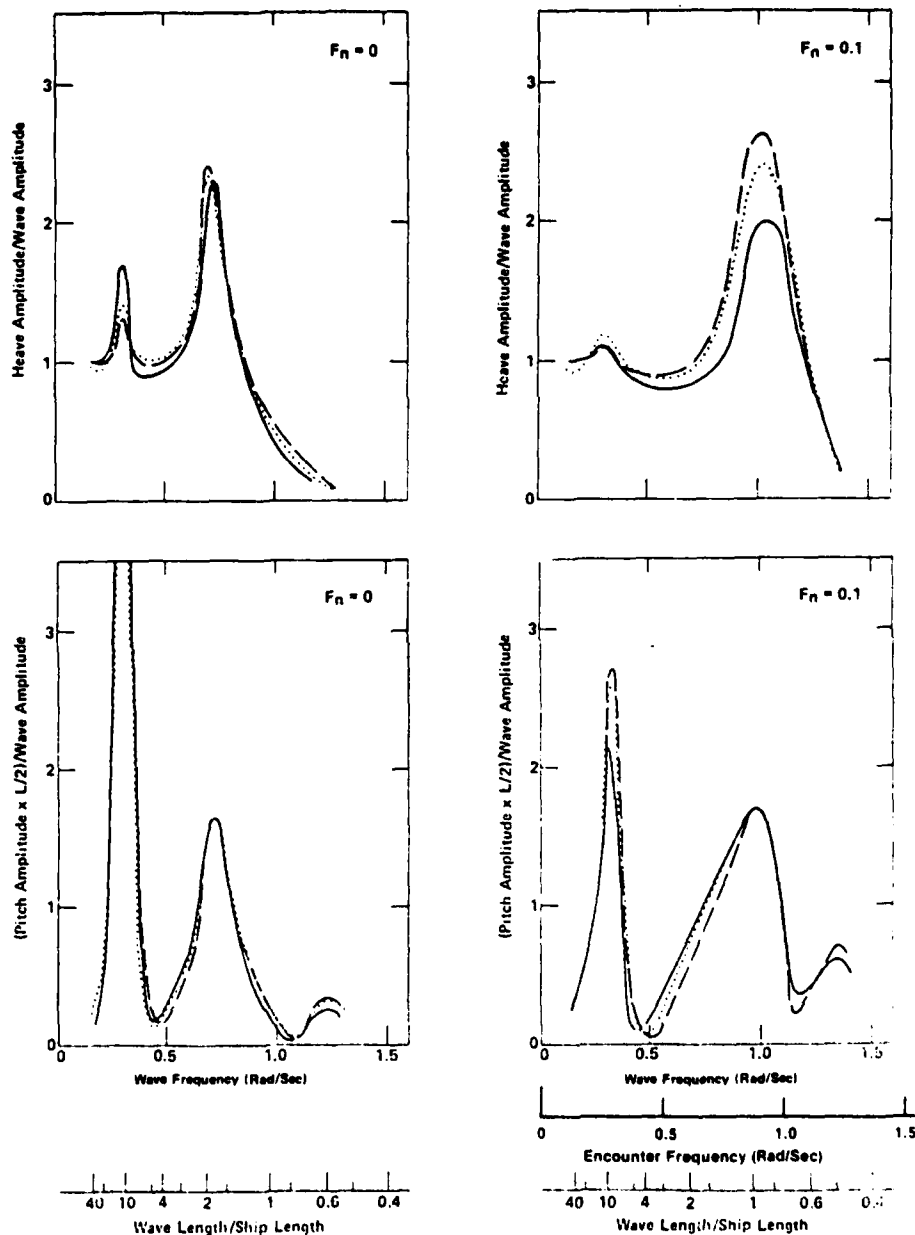 Fn = 0
Heave Amplitude/Wave Amplitude
3
2
1
0
Fn = 0.1
Heave Amplitude/Wave Amplitude
3
2
1
0
Fn = 0
(Pitch Amplitude x L/2)/Wave Amplitude
3
2
1
0
0 0.5 1.0 1.5
Wave Frequency (Rad/Sec)
40 10 4 2 1 0.6 0.4
Wave Length/Ship Length
Fn = 0.1
(Pitch Amplitude x L/2)/Wave Amplitude
3
2
1
0
0 0.5 1.0 1.5
Wave Frequency (Rad/Sec)
0 0.5 1.0 1.5
Encounter Frequency (Rad/Sec)
40 10 4 2 1 0.6 0.4
Wave Length/Ship Length